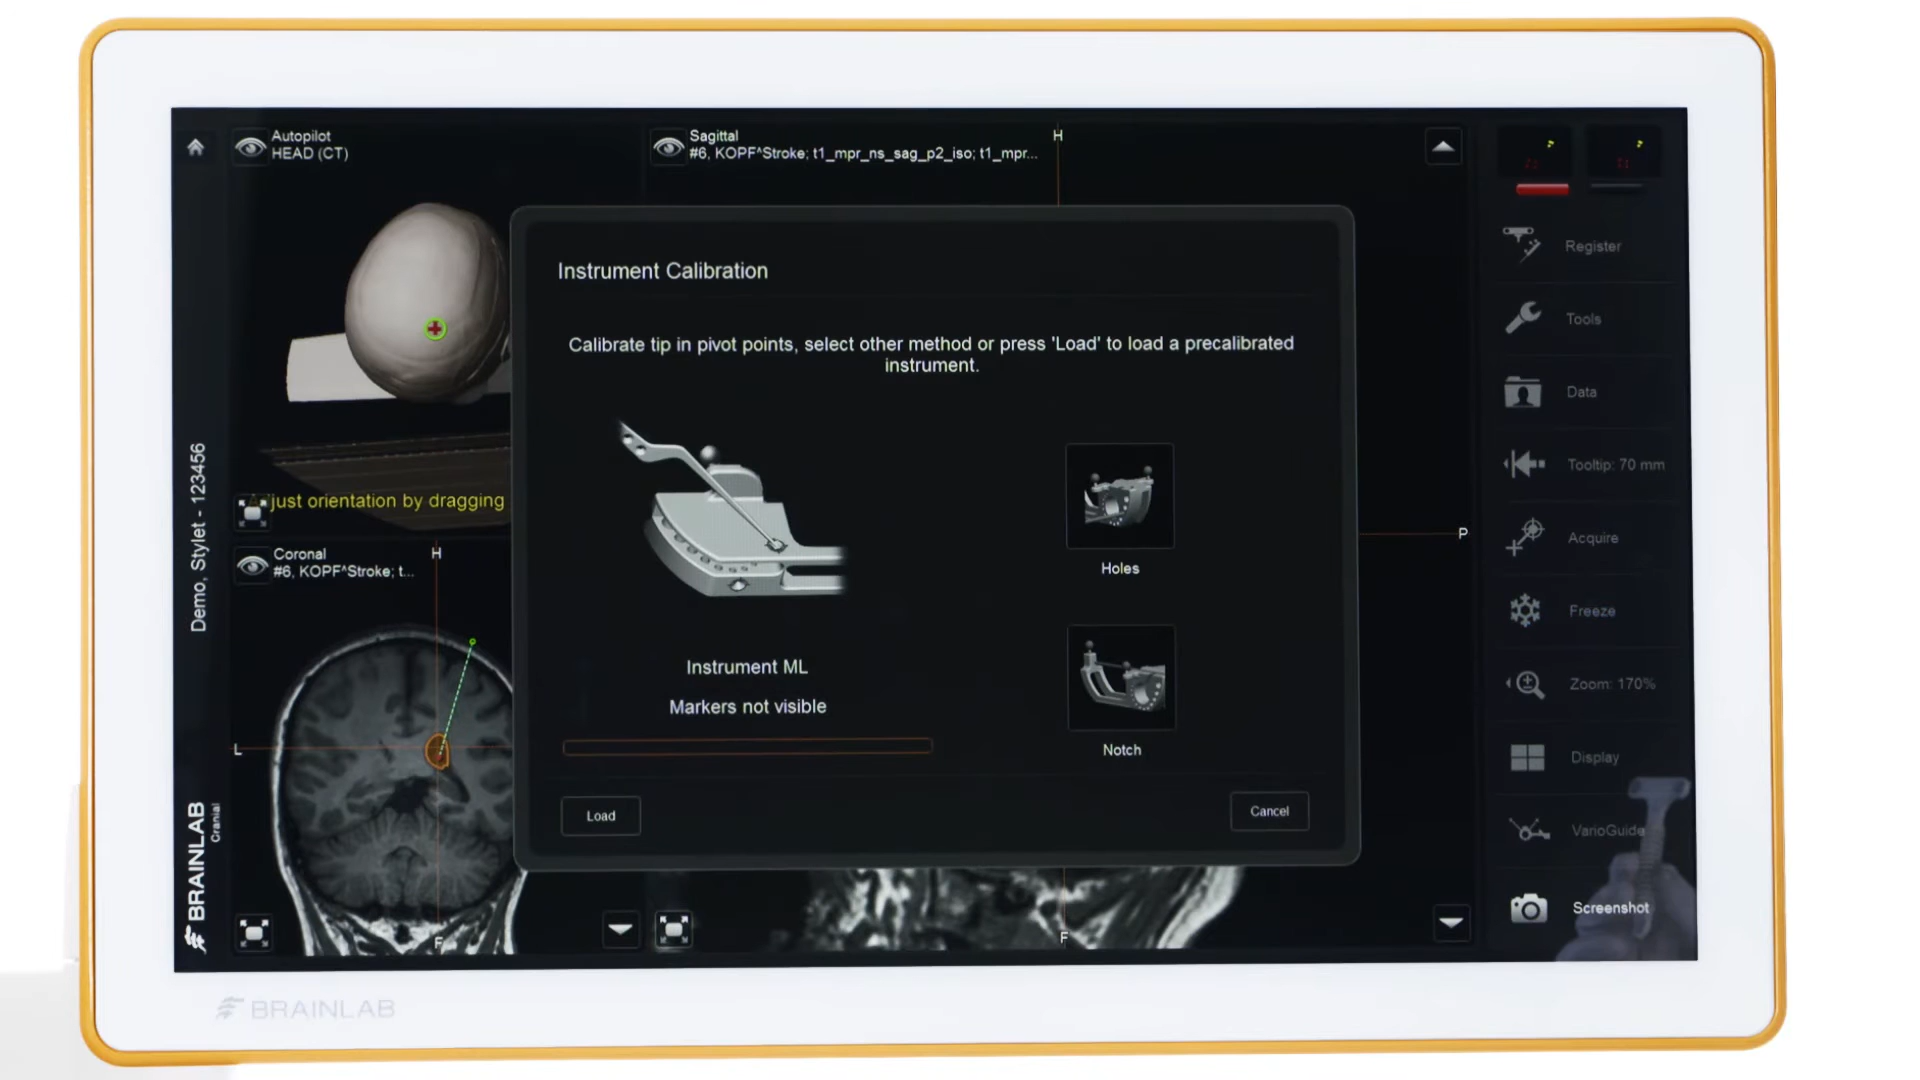 Autopilot
HEAD (CT)
Sagittal
#6, KOPF^Stroke; t1_mpr_ns_sag_p2_iso; t1_mpr...
H
P
F
just orientation by dragging
Coronal
#6, KOPF^Stroke; t...
H
L
F
Demo, Stylet - 123456
BRAINLAB
Cranial
Instrument Calibration
Calibrate tip in pivot points, select other method or press 'Load' to load a precalibrated
instrument.
Instrument ML
Markers not visible
Holes
Notch
Load
Cancel
Register
Tools
Data
Tooltip: 70 mm
Acquire
Freeze
Zoom: 170%
Display
VarioGuide
Screenshot
BRAINLAB